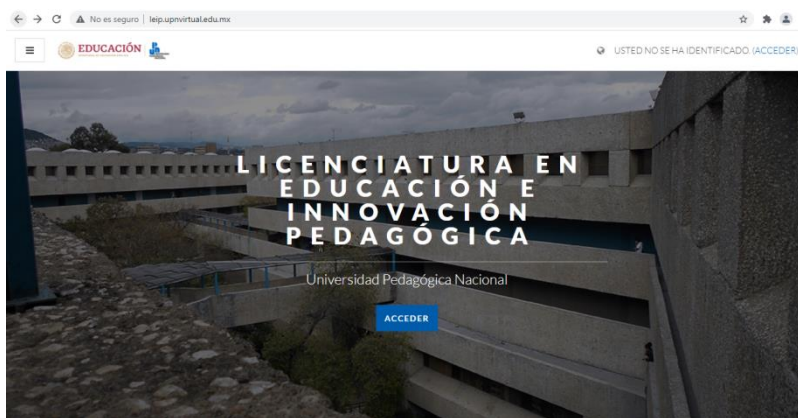 No es seguro | leip.upnvirtual.edu.mx
EDUCACIÓN
USTED NO SE HA IDENTIFICADO. (ACCEDER)
LICENCIATURA EN
EDUCACIÓN E
INNOVACIÓN
PEDAGÓGICA
Universidad Pedagógica Nacional
ACCEDER